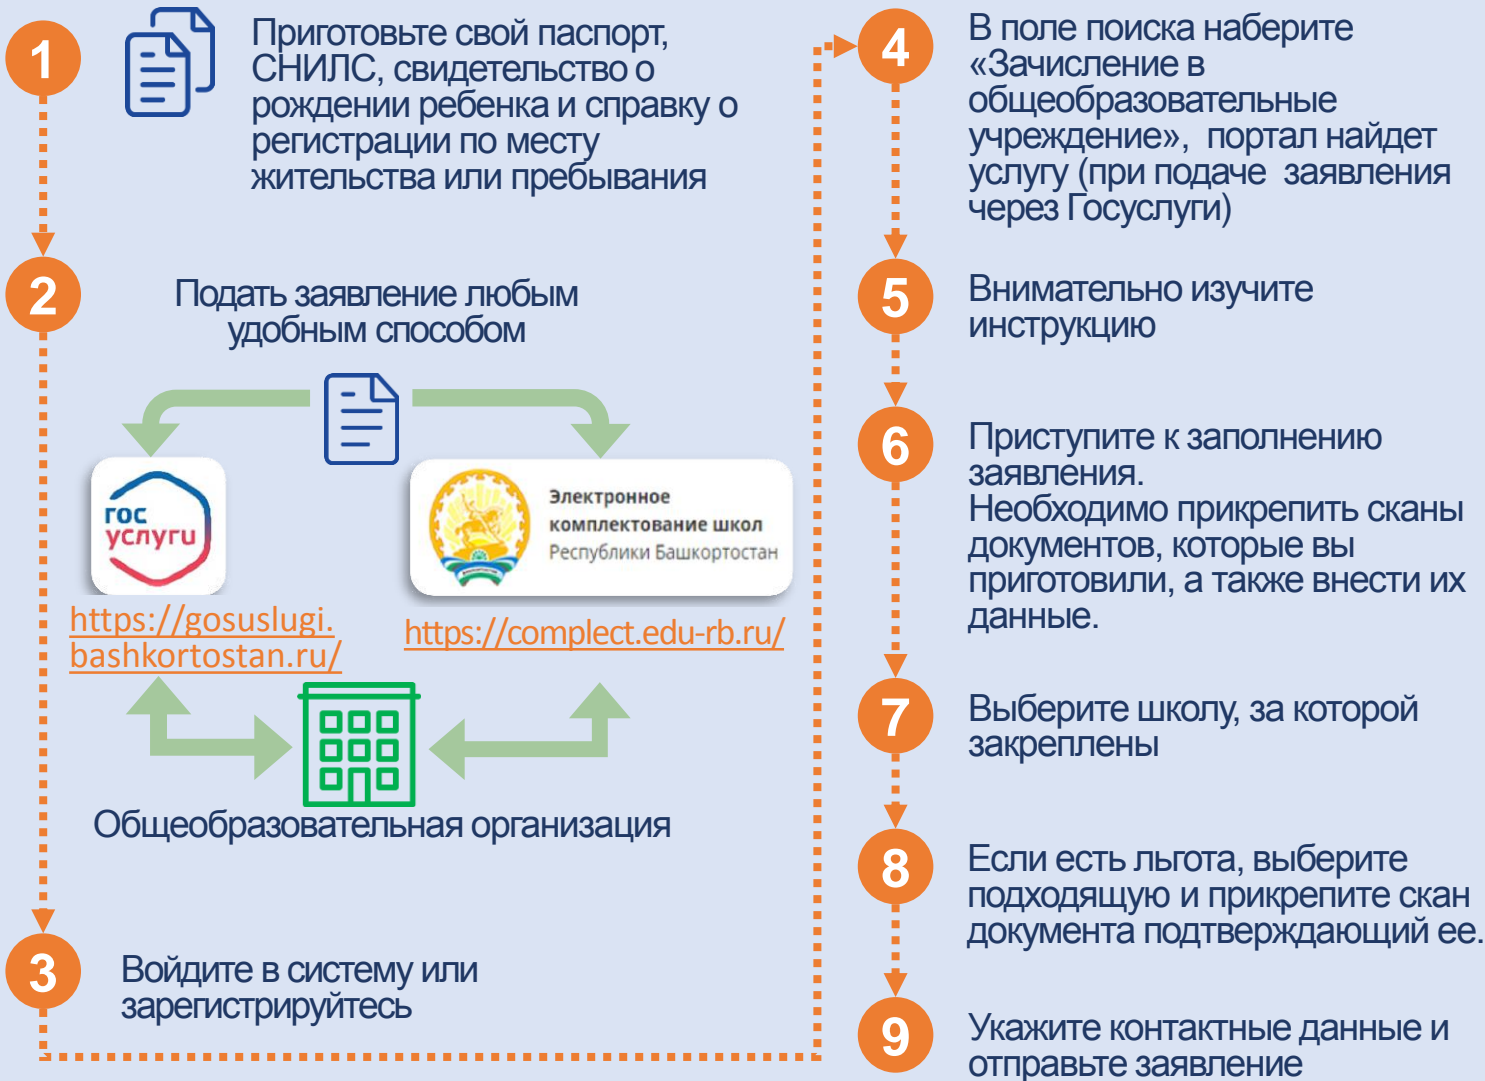 1
Приготовьте свой паспорт,
СНИЛС, свидетельство о
рождении ребенка и справку о
регистрации по месту
жительства или пребывания
2
Подать заявление любым
удобным способом
гос
услуги
Электронное
комплектование школ
Республики Башкортостан
https://gosuslugi.
bashkortostan.ru/
https://complect.edu-rb.ru/
Общеобразовательная организация
3
Войдите в систему или
зарегистрируйтесь
4
В поле поиска наберите
«Зачисление в
общеобразовательные
учреждение», портал найдет
услугу (при подаче заявления
через Госуслуги)
5
Внимательно изучите
инструкцию
6
Приступите к заполнению
заявления.
Необходимо прикрепить сканы
документов, которые вы
приготовили, а также внести их
данные.
7
Выберите школу, за которой
закреплены
8
Если есть льгота, выберите
подходящую и прикрепите скан
документа подтверждающий ее.
9
Укажите контактные данные и
отправьте заявление